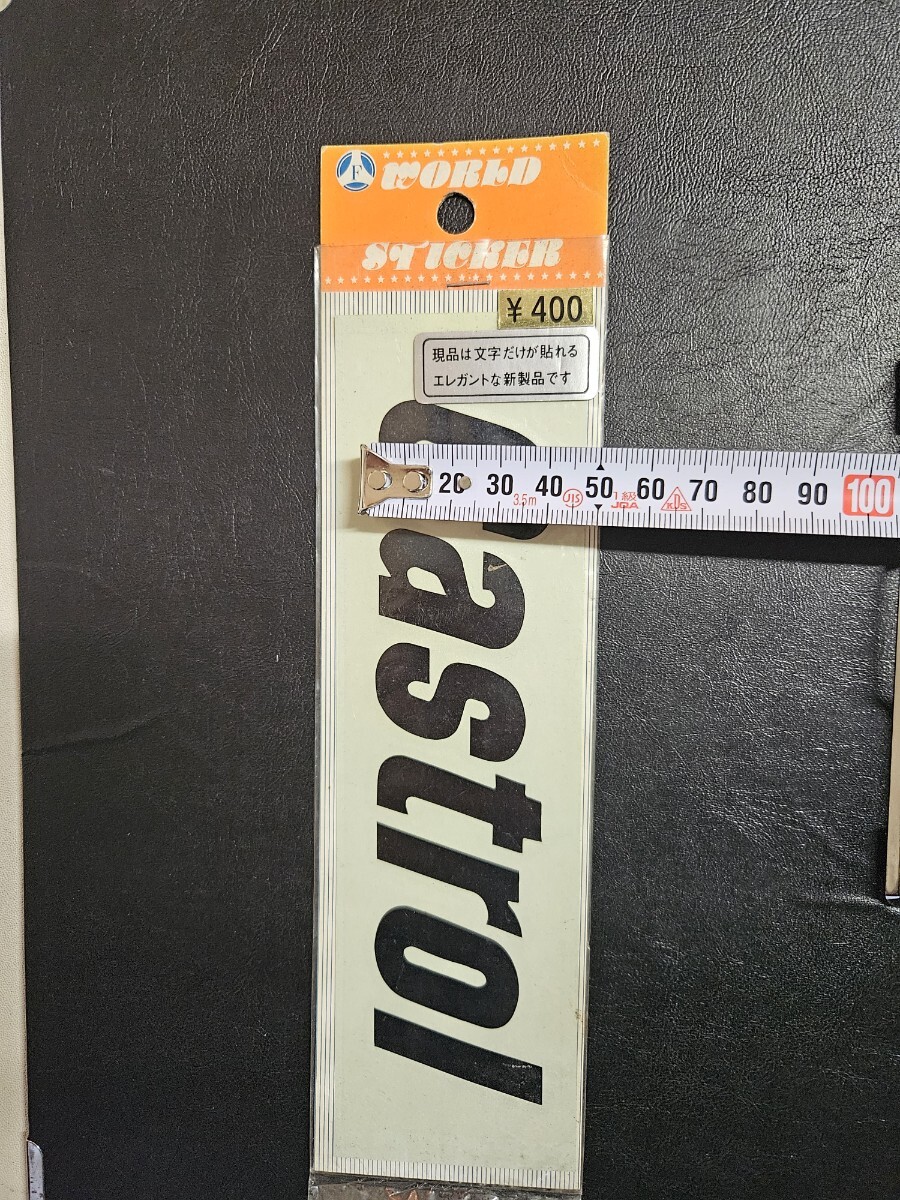 F
WORLD
STICKER
¥400
現品は文字だけが貼れる
エレガントな新製品です
20 30 40 50 60 70 80 90 100
3.5m JIS 1級 JQA KDS
Castrol